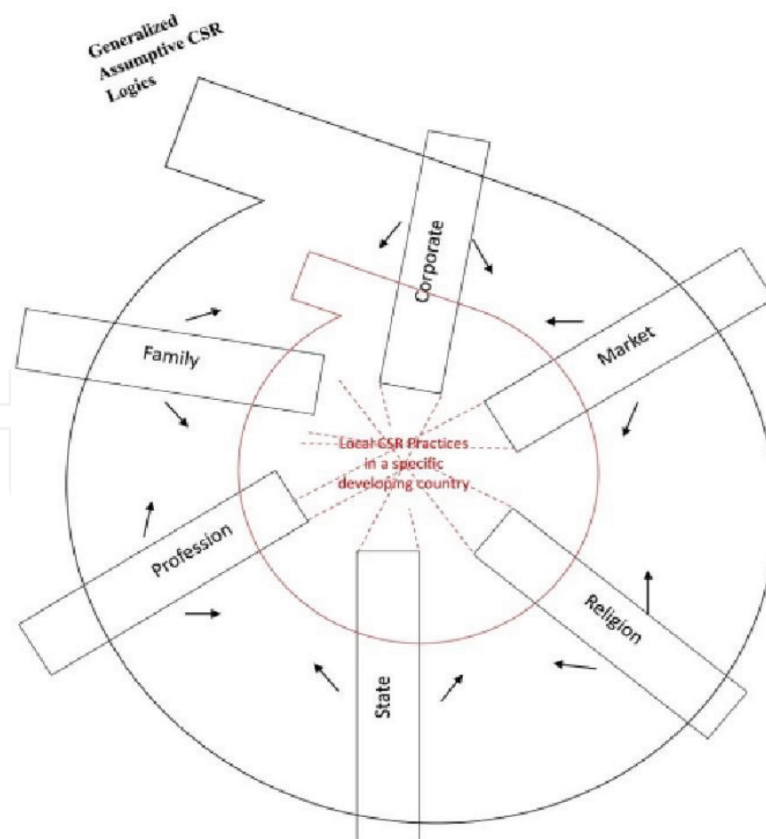 Generalized
Assumptive CSR
Logics
Corporate
Market
Family
Local CSR Practices
in a specific
developing country
Profession
Religion
State